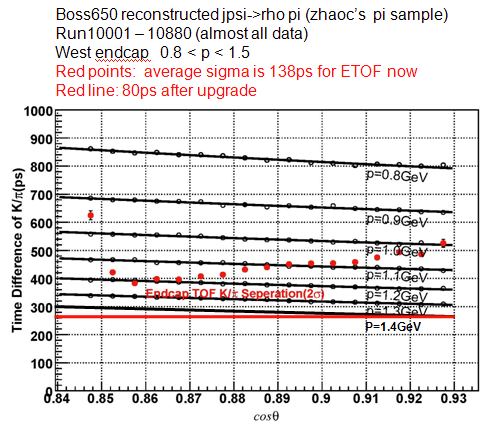 Boss650 reconstructed jpsi->rho pi (zhaoc's pi sample)
Run10001 – 10880 (almost all data)
West endcap 0.8 < p < 1.5
Red points: average sigma is 138ps for ETOF now
Red line: 80ps after upgrade
1000
900
800
700
600
500
400
300
200
100
0
Time Difference of K/π(ps)
p=0.8GeV
p=0.9GeV
p=1.0GeV
p=1.1GeV
p=1.2GeV
p=1.3GeV
P=1.4GeV
Endcap TOF K/π Seperation(2σ)
0.84 0.85 0.86 0.87 0.88 0.89 0.9 0.91 0.92 0.93
cosθ